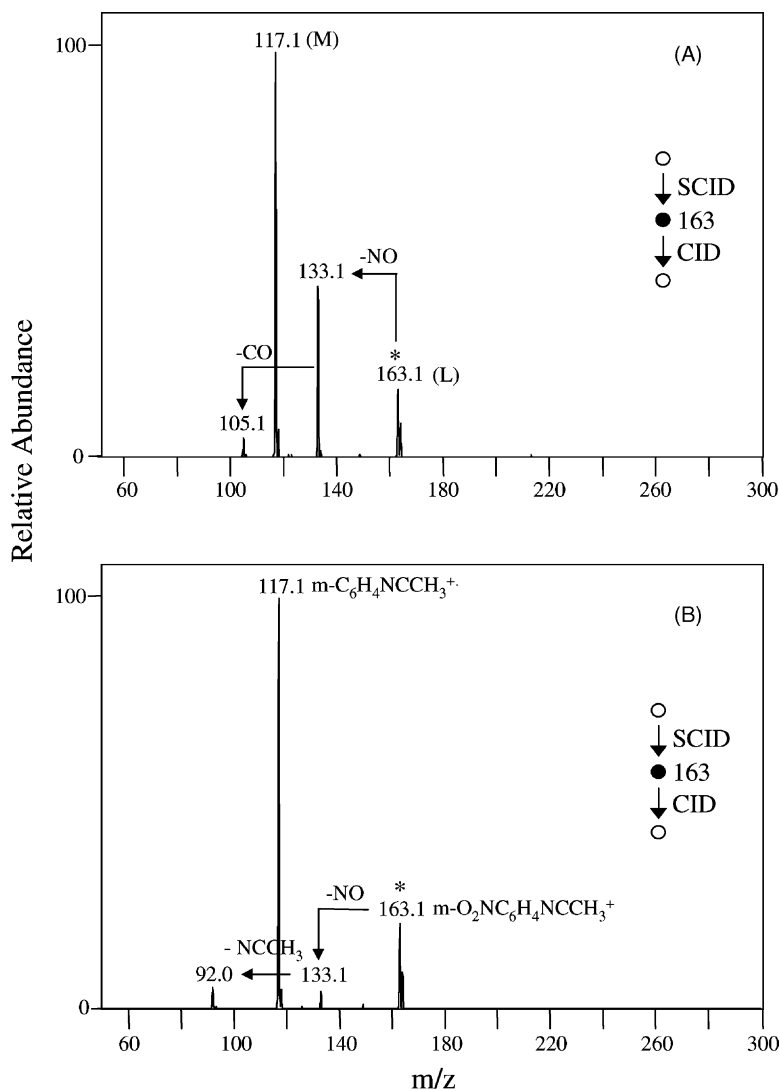 Relative Abundance
100
117.1 (M)
(A)
SCID
163
CID
-NO
133.1
*
163.1 (L)
-CO
105.1
0
60 100 140 180 220 260 300
100
117.1 m-C₆H₄NCCH₃⁺·
(B)
SCID
163
CID
-NO
*
163.1 m-O₂NC₆H₄NCCH₃⁺
- NCCH₃
92.0
133.1
0
60 100 140 180 220 260 300
m/z